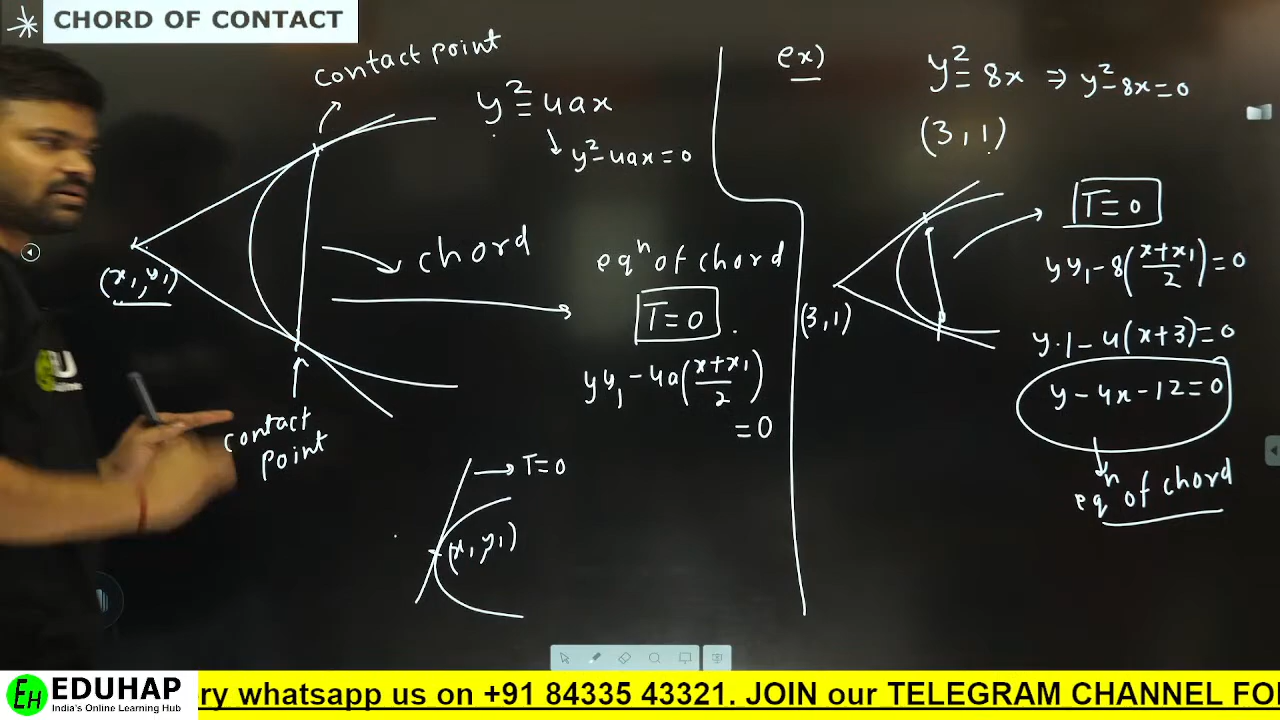 CHORD OF CONTACT
contact point
y² = 4ax
y² - 4ax = 0
(x₁, y₁)
chord
eqⁿ of chord
T = 0
yy₁ - 4a(x + x₁ / 2)
= 0
contact
point
T = 0
(x₁ y₁)
ex)
y² = 8x ⇒ y² - 8x = 0
(3, 1)
(3, 1)
T = 0
yy₁ - 8(x + x₁ / 2) = 0
y·1 - 4(x + 3) = 0
y - 4x - 12 = 0
eqⁿ of chord
EH EDUHAP
India's Online Learning Hub
ry whatsapp us on +91 84335 43321. JOIN our TELEGRAM CHANNEL FO